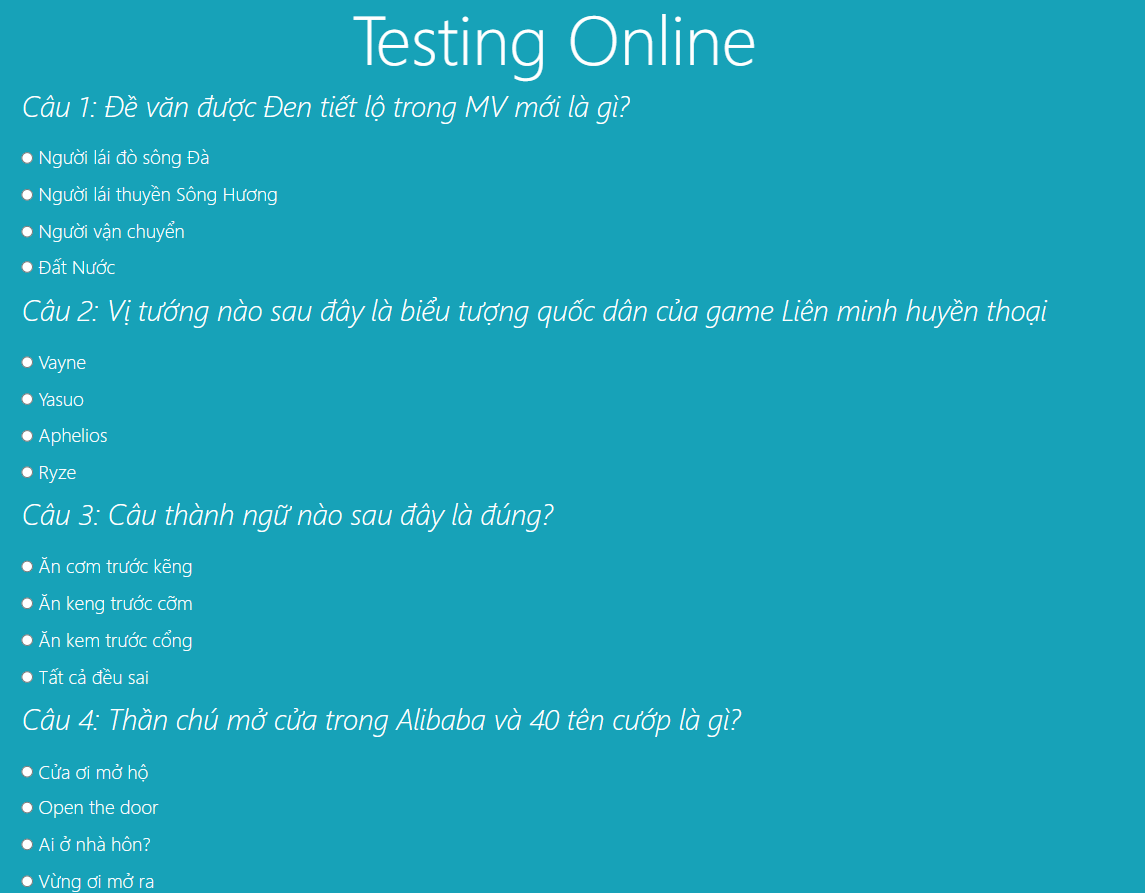 Testing Online
Câu 1: Đề văn được Đen tiết lộ trong MV mới là gì?
Người lái đò sông Đà
Người lái thuyền Sông Hương
Người vận chuyển
Đất Nước
Câu 2: Vị tướng nào sau đây là biểu tượng quốc dân của game Liên minh huyền thoại
Vayne
Yasuo
Aphelios
Ryze
Câu 3: Câu thành ngữ nào sau đây là đúng?
Ăn cơm trước kẽng
Ăn keng trước cỡm
Ăn kem trước cổng
Tất cả đều sai
Câu 4: Thần chú mở cửa trong Alibaba và 40 tên cướp là gì?
Cửa ơi mở hộ
Open the door
Ai ở nhà hôn?
Vừng ơi mở ra